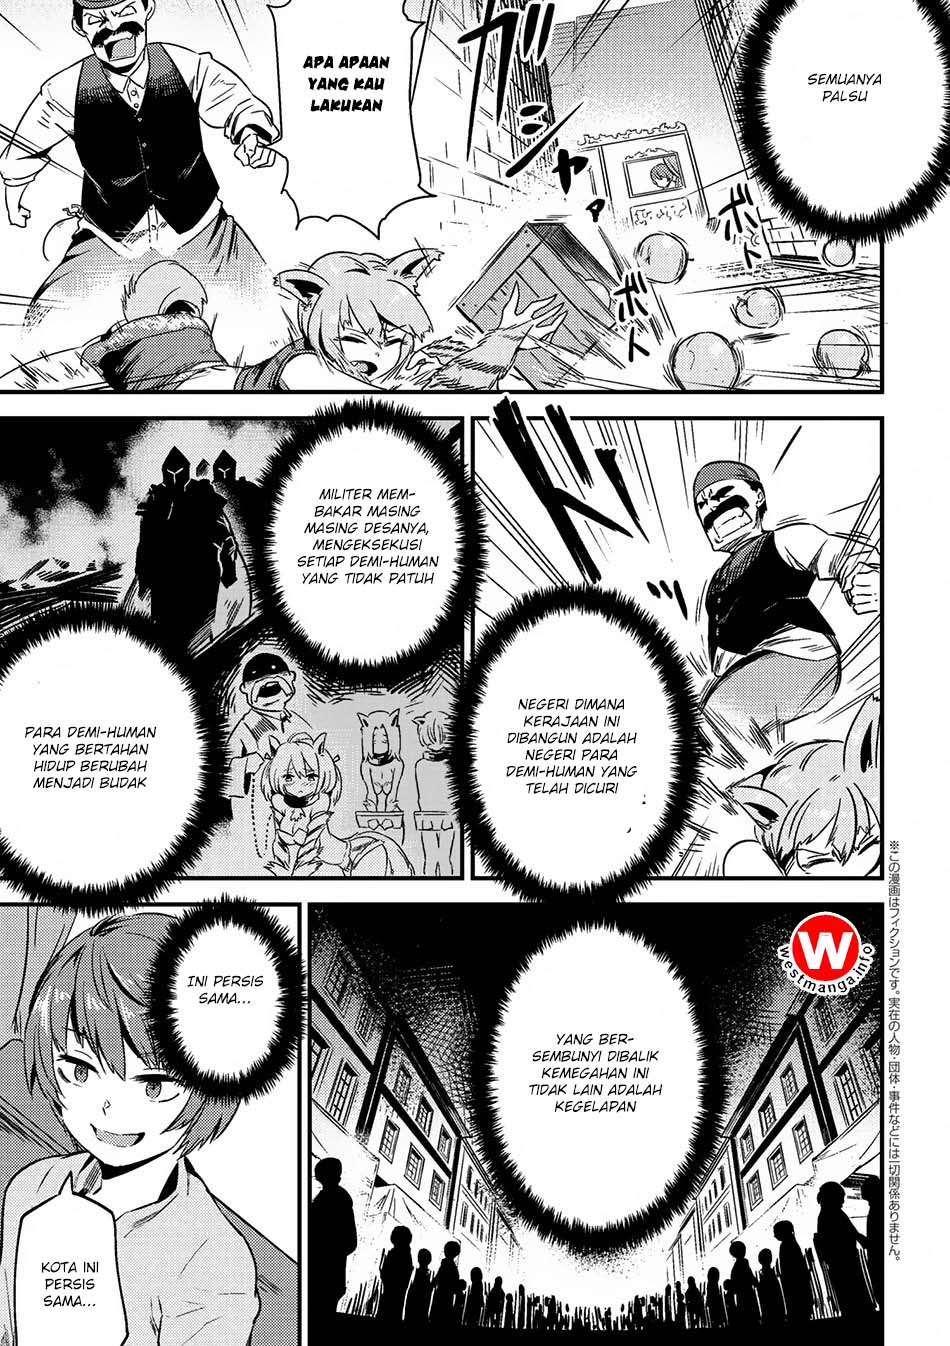 SEMUANYA
PALSU
APA APAAN
YANG KAU
LAKUKAN
ガシャァ
ボト
ボト
NEGERI DIMANA
KERAJAAN INI
DIBANGUN ADALAH
NEGERI PARA
DEMI-HUMAN YANG
TELAH DICURI
MILITER MEM-
BAKAR MASING
MASING DESANYA,
MENGEKSEKUSI
SETIAP DEMI-HUMAN
YANG TIDAK PATUH
PARA DEMI-HUMAN
YANG BERTAHAN
HIDUP BERUBAH
MENJADI BUDAK
YANG BER-
SEMBUNYI DIBALIK
KEMEGAHAN INI
TIDAK LAIN ADALAH
KEGELAPAN
INI PERSIS
SAMA...
KOTA INI
PERSIS
SAMA...
W
westmanga.info
※この漫画はフィクションです。実在の人物・団体・事件などには一切関係ありません。